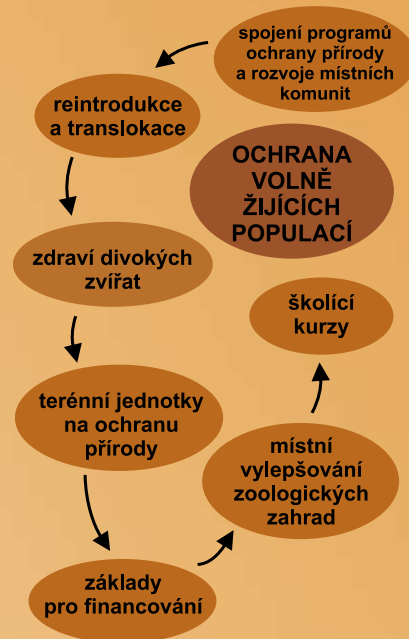 spojení programů
ochrany přírody
a rozvoje místních
komunit
reintrodukce
a translokace
OCHRANA
VOLNĚ
ŽIJÍCÍCH
POPULACÍ
zdraví divokých
zvířat
školící
kurzy
terénní jednotky
na ochranu
přírody
místní
vylepšování
zoologických
zahrad
základy
pro financování